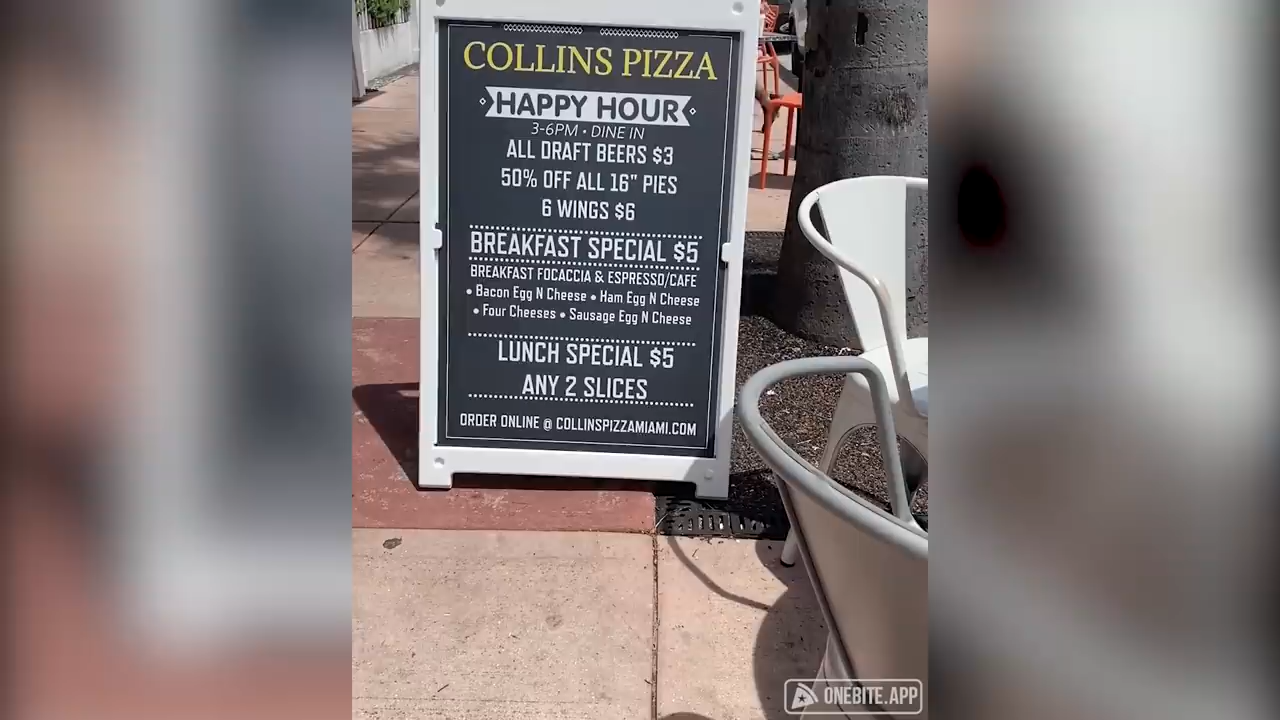 COLLINS PIZZA
HAPPY HOUR
3-6PM • DINE IN
ALL DRAFT BEERS $3
50% OFF ALL 16" PIES
6 WINGS $6
BREAKFAST SPECIAL $5
BREAKFAST FOCACCIA & ESPRESSO/CAFE
• Bacon Egg N Cheese • Ham Egg N Cheese
• Four Cheeses • Sausage Egg N Cheese
LUNCH SPECIAL $5
ANY 2 SLICES
ORDER ONLINE @ COLLINSPIZZAMIAMI.COM
ONEBITE.APP